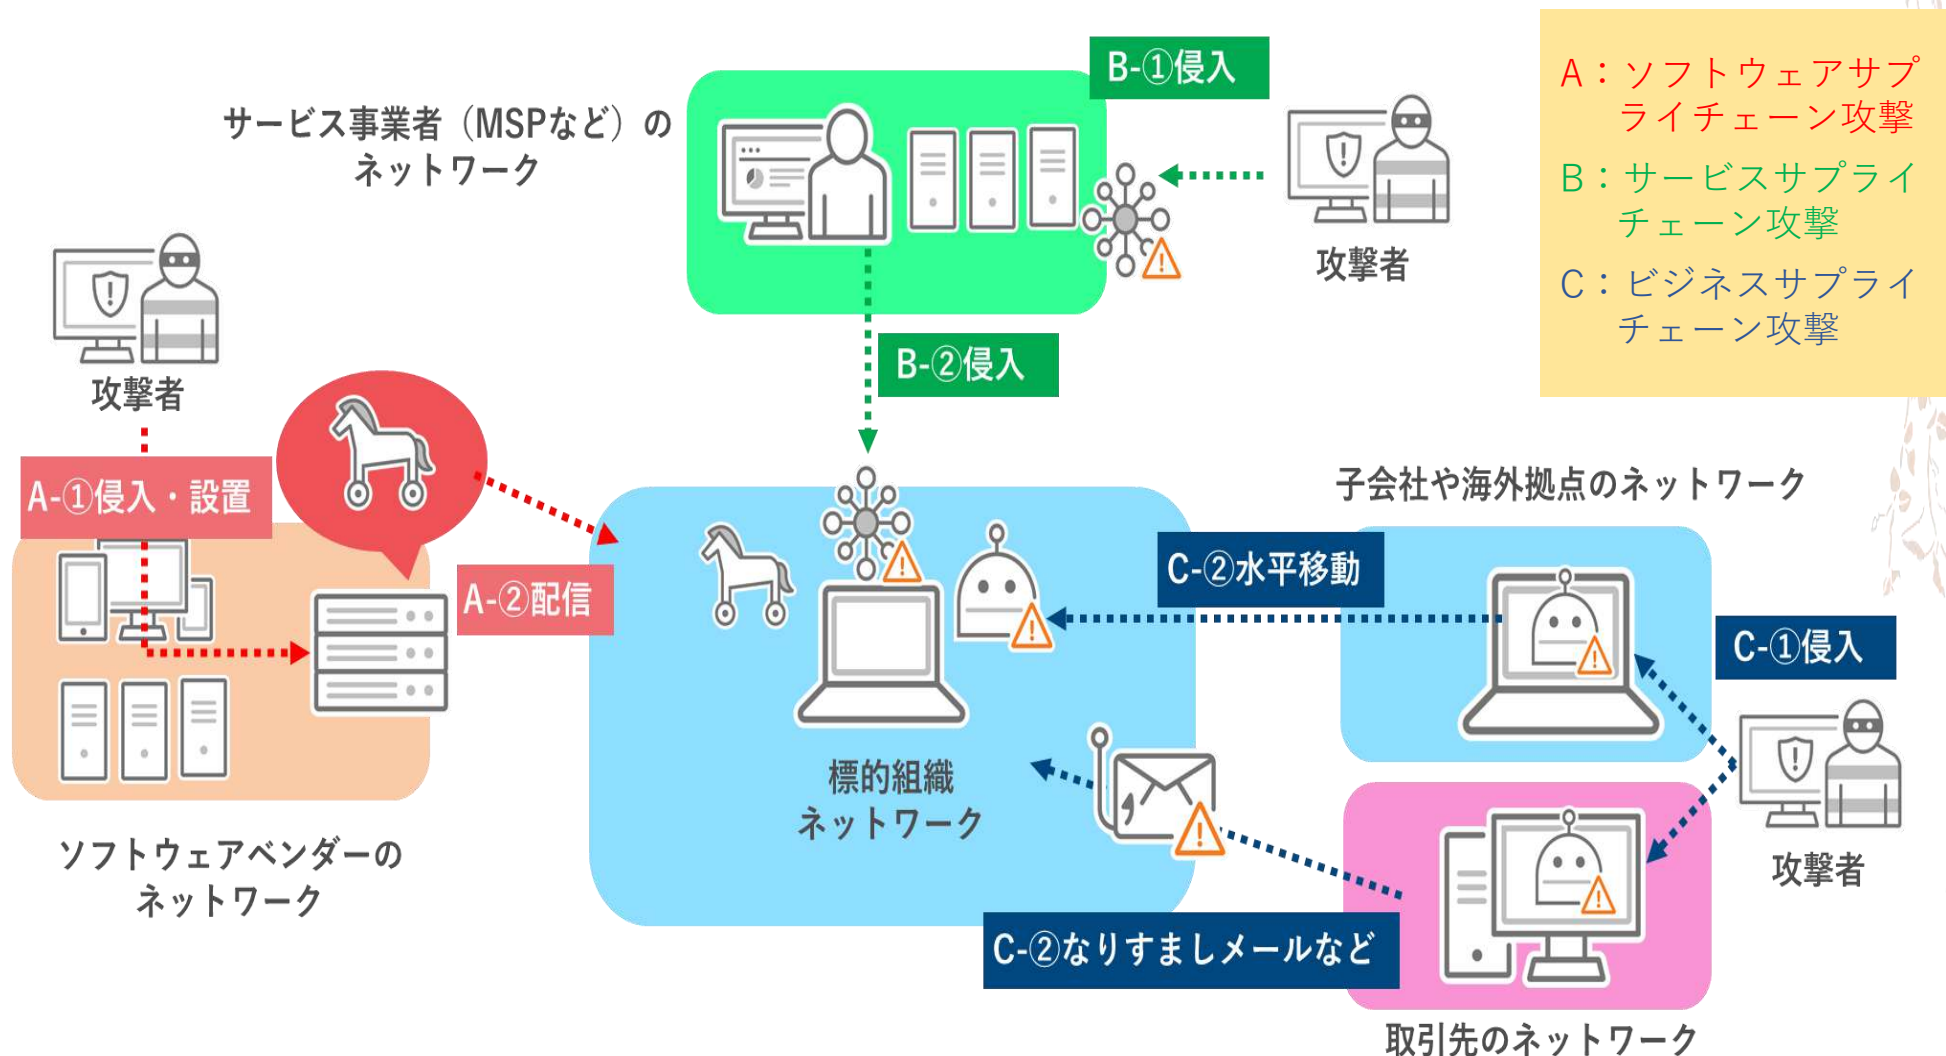 B-①侵入
サービス事業者（MSPなど）の
ネットワーク
攻撃者
A：ソフトウェアサプ
ライチェーン攻撃
B：サービスサプライ
チェーン攻撃
C：ビジネスサプライ
チェーン攻撃
B-②侵入
攻撃者
A-①侵入・設置
A-②配信
ソフトウェアベンダーの
ネットワーク
標的組織
ネットワーク
子会社や海外拠点のネットワーク
C-②水平移動
C-①侵入
攻撃者
C-②なりすましメールなど
取引先のネットワーク